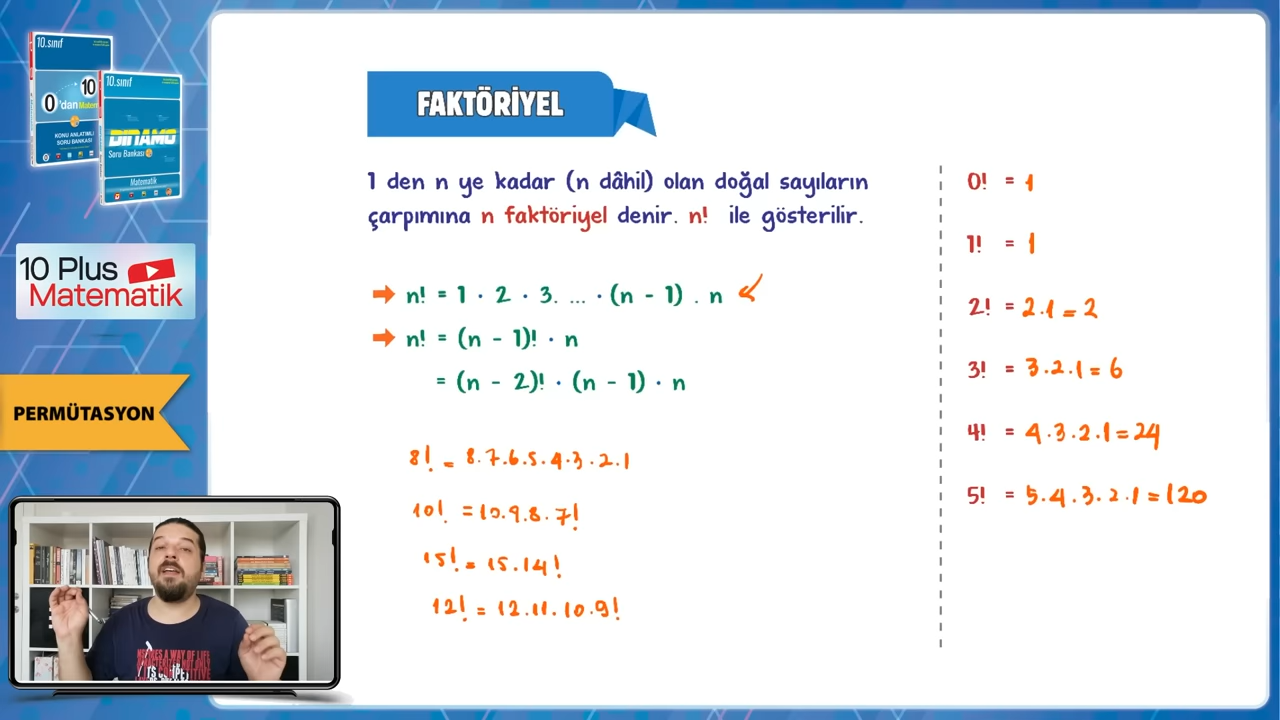 10.sınıf
0'dan 10
Matematik
KONU ANLATIMLI
SORU BANKASI
10.sınıf
DİNAMO
Soru Bankası
Matematik
10 Plus
Matematik
PERMÜTASYON
FAKTÖRİYEL
1 den n ye kadar (n dâhil) olan doğal sayıların
çarpımına n faktöriyel denir. n! ile gösterilir.
n! = 1 · 2 · 3. ... · (n - 1) . n
n! = (n - 1)! · n
= (n - 2)! · (n - 1) · n
8! = 8.7.6.5.4.3.2.1
10! = 10.9.8.7!
15! = 15.14!
12! = 12.11.10.9!
0! = 1
1! = 1
2! = 2.1 = 2
3! = 3.2.1 = 6
4! = 4.3.2.1 = 24
5! = 5.4.3.2.1 = 120